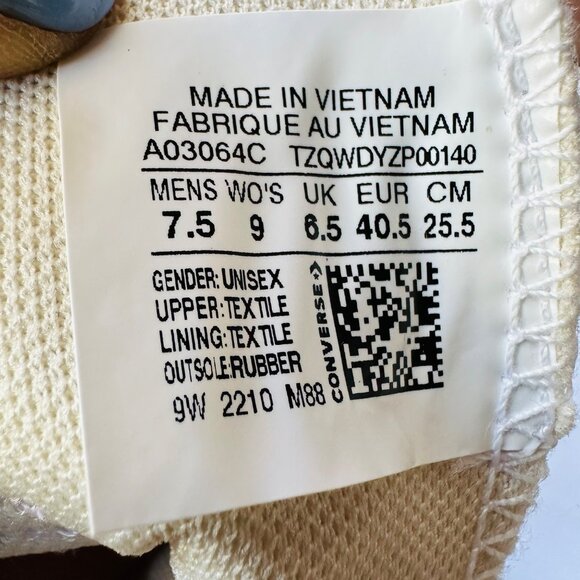 MADE IN VIETNAM
FABRIQUE AU VIETNAM
A03064C TZQWDYZP00140
MENS WO'S UK EUR CM
7.5 9 6.5 40.5 25.5
GENDER: UNISEX
UPPER: TEXTILE
LINING: TEXTILE
OUTSOLE:RUBBER
9W 2210 M88
CONVERSE